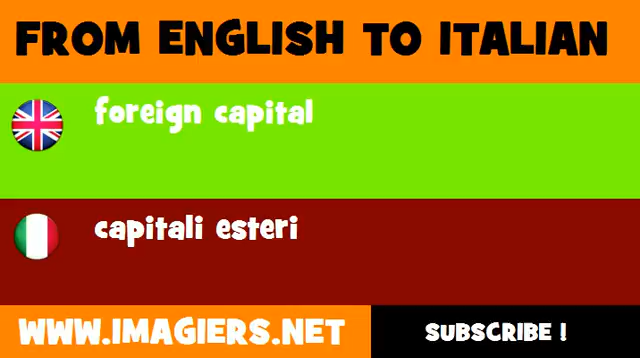 FROM ENGLISH TO ITALIAN
foreign capital
capitali esteri
WWW.IMAGIERS.NET
SUBSCRIBE !